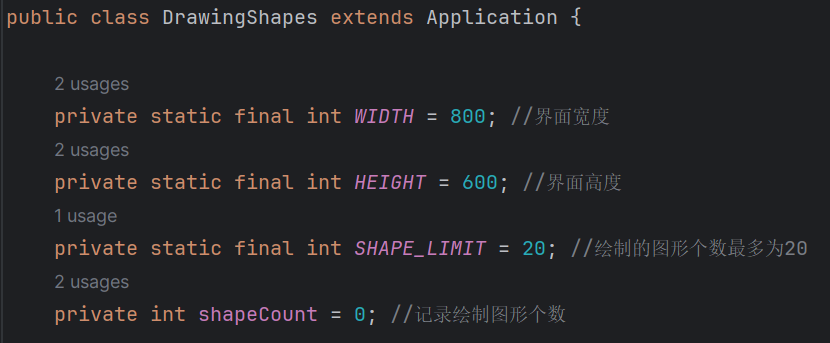 public class DrawingShapes extends Application {
2 usages
private static final int WIDTH = 800; //界面宽度
2 usages
private static final int HEIGHT = 600; //界面高度
1 usage
private static final int SHAPE_LIMIT = 20; //绘制的图形个数最多为20
2 usages
private int shapeCount = 0; //记录绘制图形个数